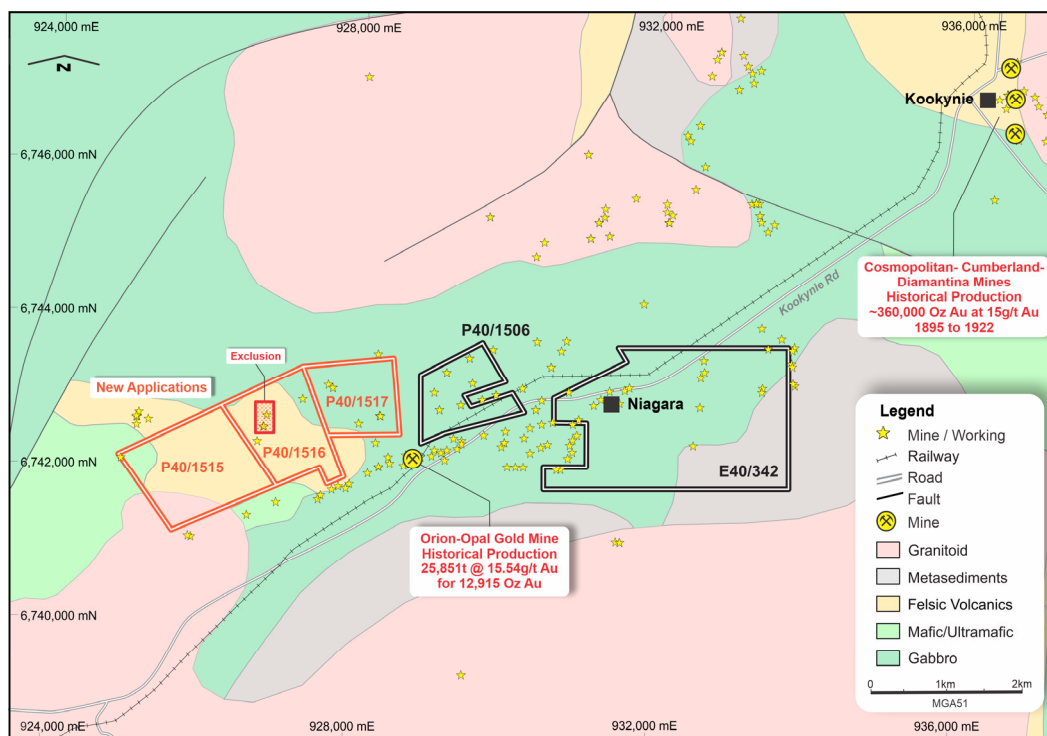 924,000 mE
928,000 mE
932,000 mE
936,000 mE
N
Kookynie
6,746,000 mN
Cosmopolitan- Cumberland-
Diamantina Mines
Historical Production
~360,000 Oz Au at 15g/t Au
1895 to 1922
Kookynie Rd
6,744,000 mN
P40/1506
Exclusion
New Applications
P40/1517
Niagara
P40/1515
P40/1516
E40/342
6,742,000 mN
Orion-Opal Gold Mine
Historical Production
25,851t @ 15.54g/t Au
for 12,915 Oz Au
6,740,000 mN
Legend
Mine / Working
Railway
Road
Fault
Mine
Granitoid
Metasediments
Felsic Volcanics
Mafic/Ultramafic
Gabbro
0
1km
2km
MGA51
924,000 mE
928,000 mE
932,000 mE
936,000 mE